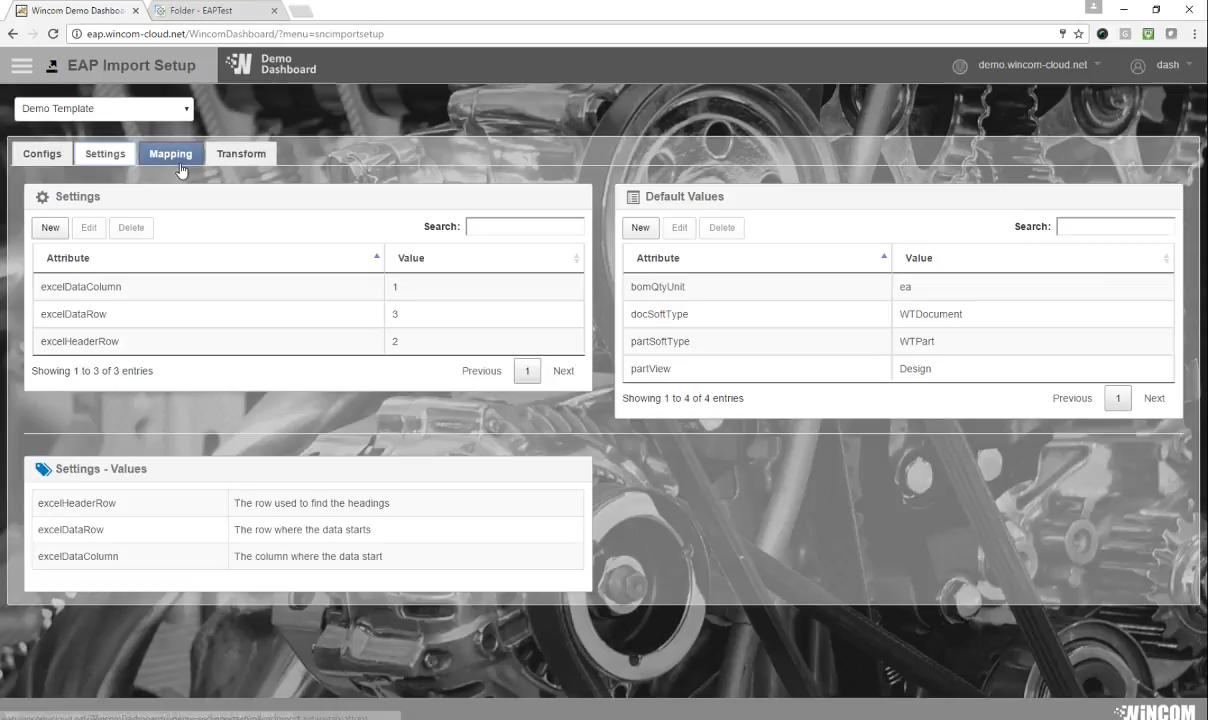 Wincom Demo Dashboa
Folder - EAPTest
eap.wincom-cloud.net/WincomDashboard/?menu=sncimportsetup
EAP Import Setup
Demo
Dashboard
demo.wincom-cloud.net
dash
Demo Template
Configs
Settings
Mapping
Transform
Settings
New
Edit
Delete
Search:
Attribute
Value
excelDataColumn
1
excelDataRow
3
excelHeaderRow
2
Showing 1 to 3 of 3 entries
Previous
1
Next
Default Values
New
Edit
Delete
Search:
Attribute
Value
bomQtyUnit
ea
docSoftType
WTDocument
partSoftType
WTPart
partView
Design
Showing 1 to 4 of 4 entries
Previous
1
Next
Settings - Values
excelHeaderRow
The row used to find the headings
excelDataRow
The row where the data starts
excelDataColumn
The column where the data start
WINCOM